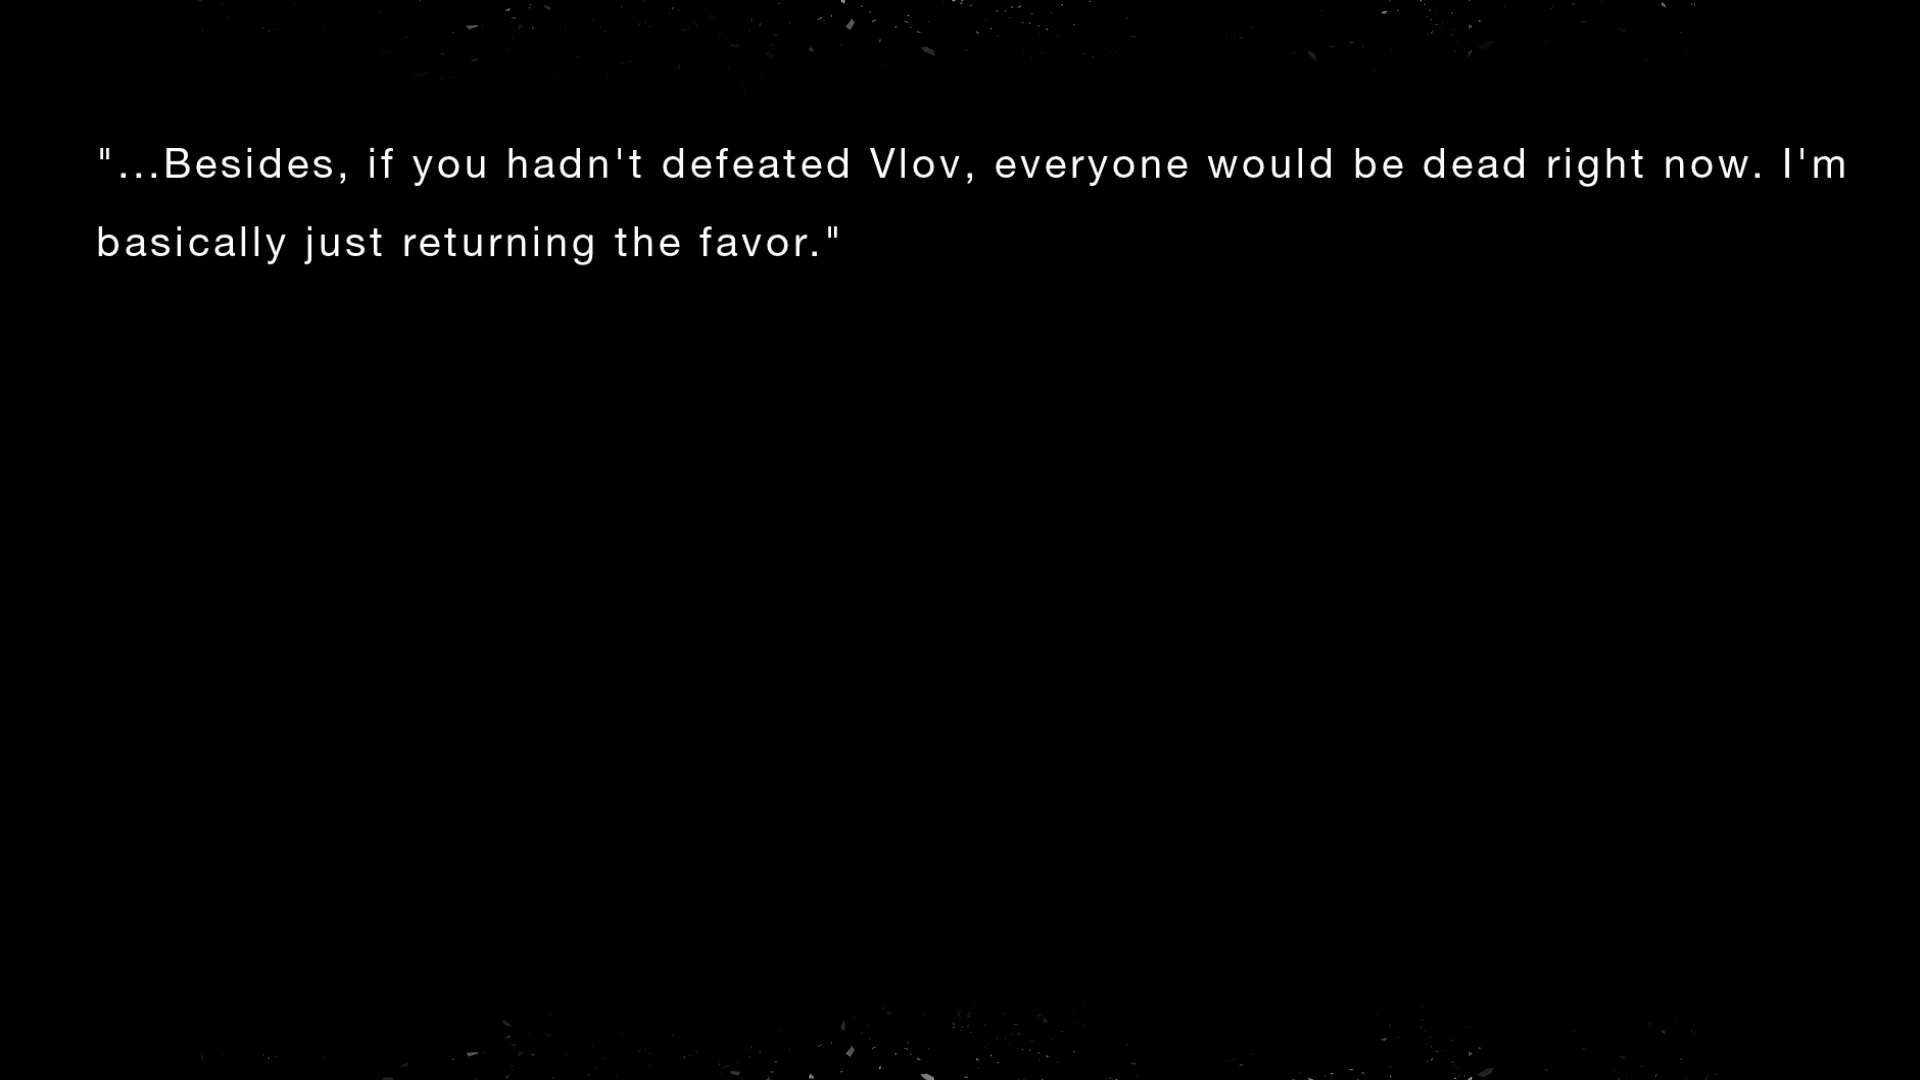 "...Besides, if you hadn't defeated Vlov, everyone would be dead right now. I'm
basically just returning the favor."